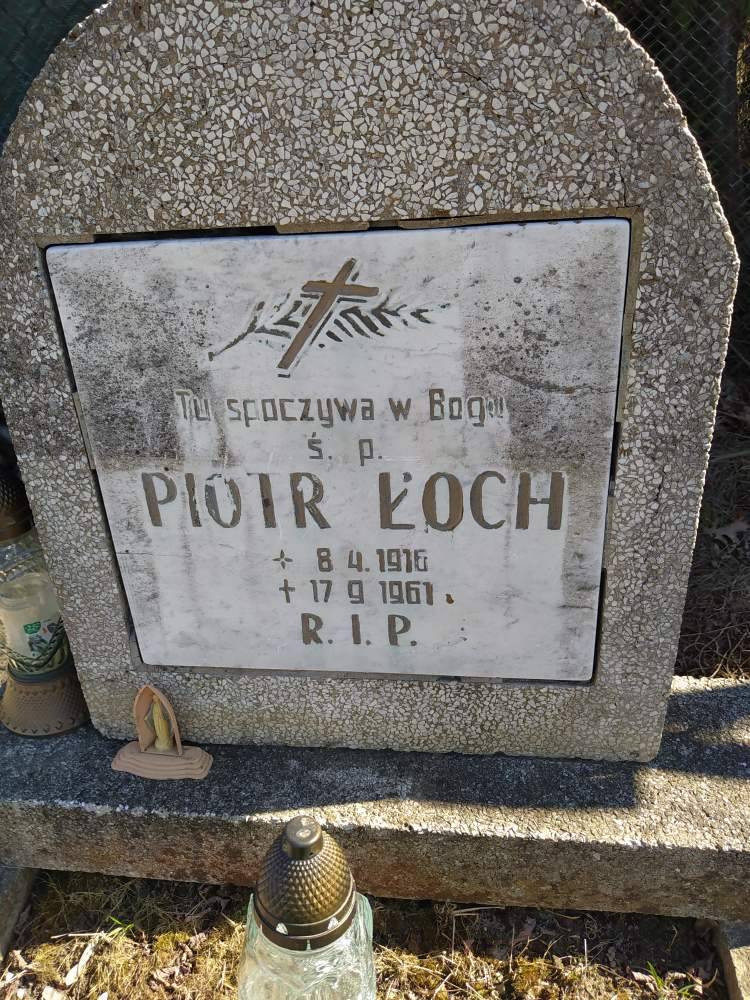 Tu spoczywa w Bogu
ś. p.
PIOTR ŁOCH
8 4. 1916
† 17 9 1961
R. I. P.